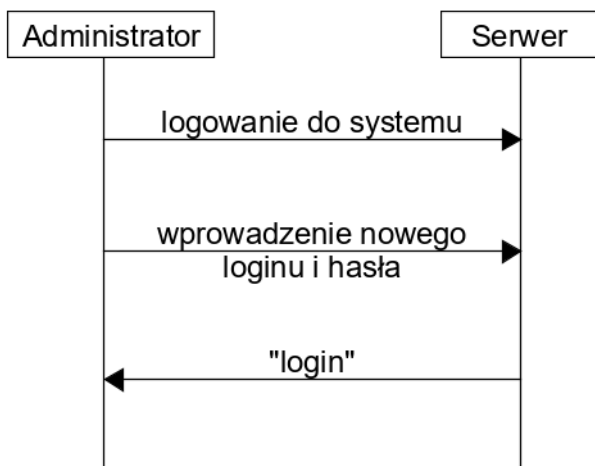 Administrator
Serwer
logowanie do systemu
wprowadzenie nowego
loginu i hasła
"login"